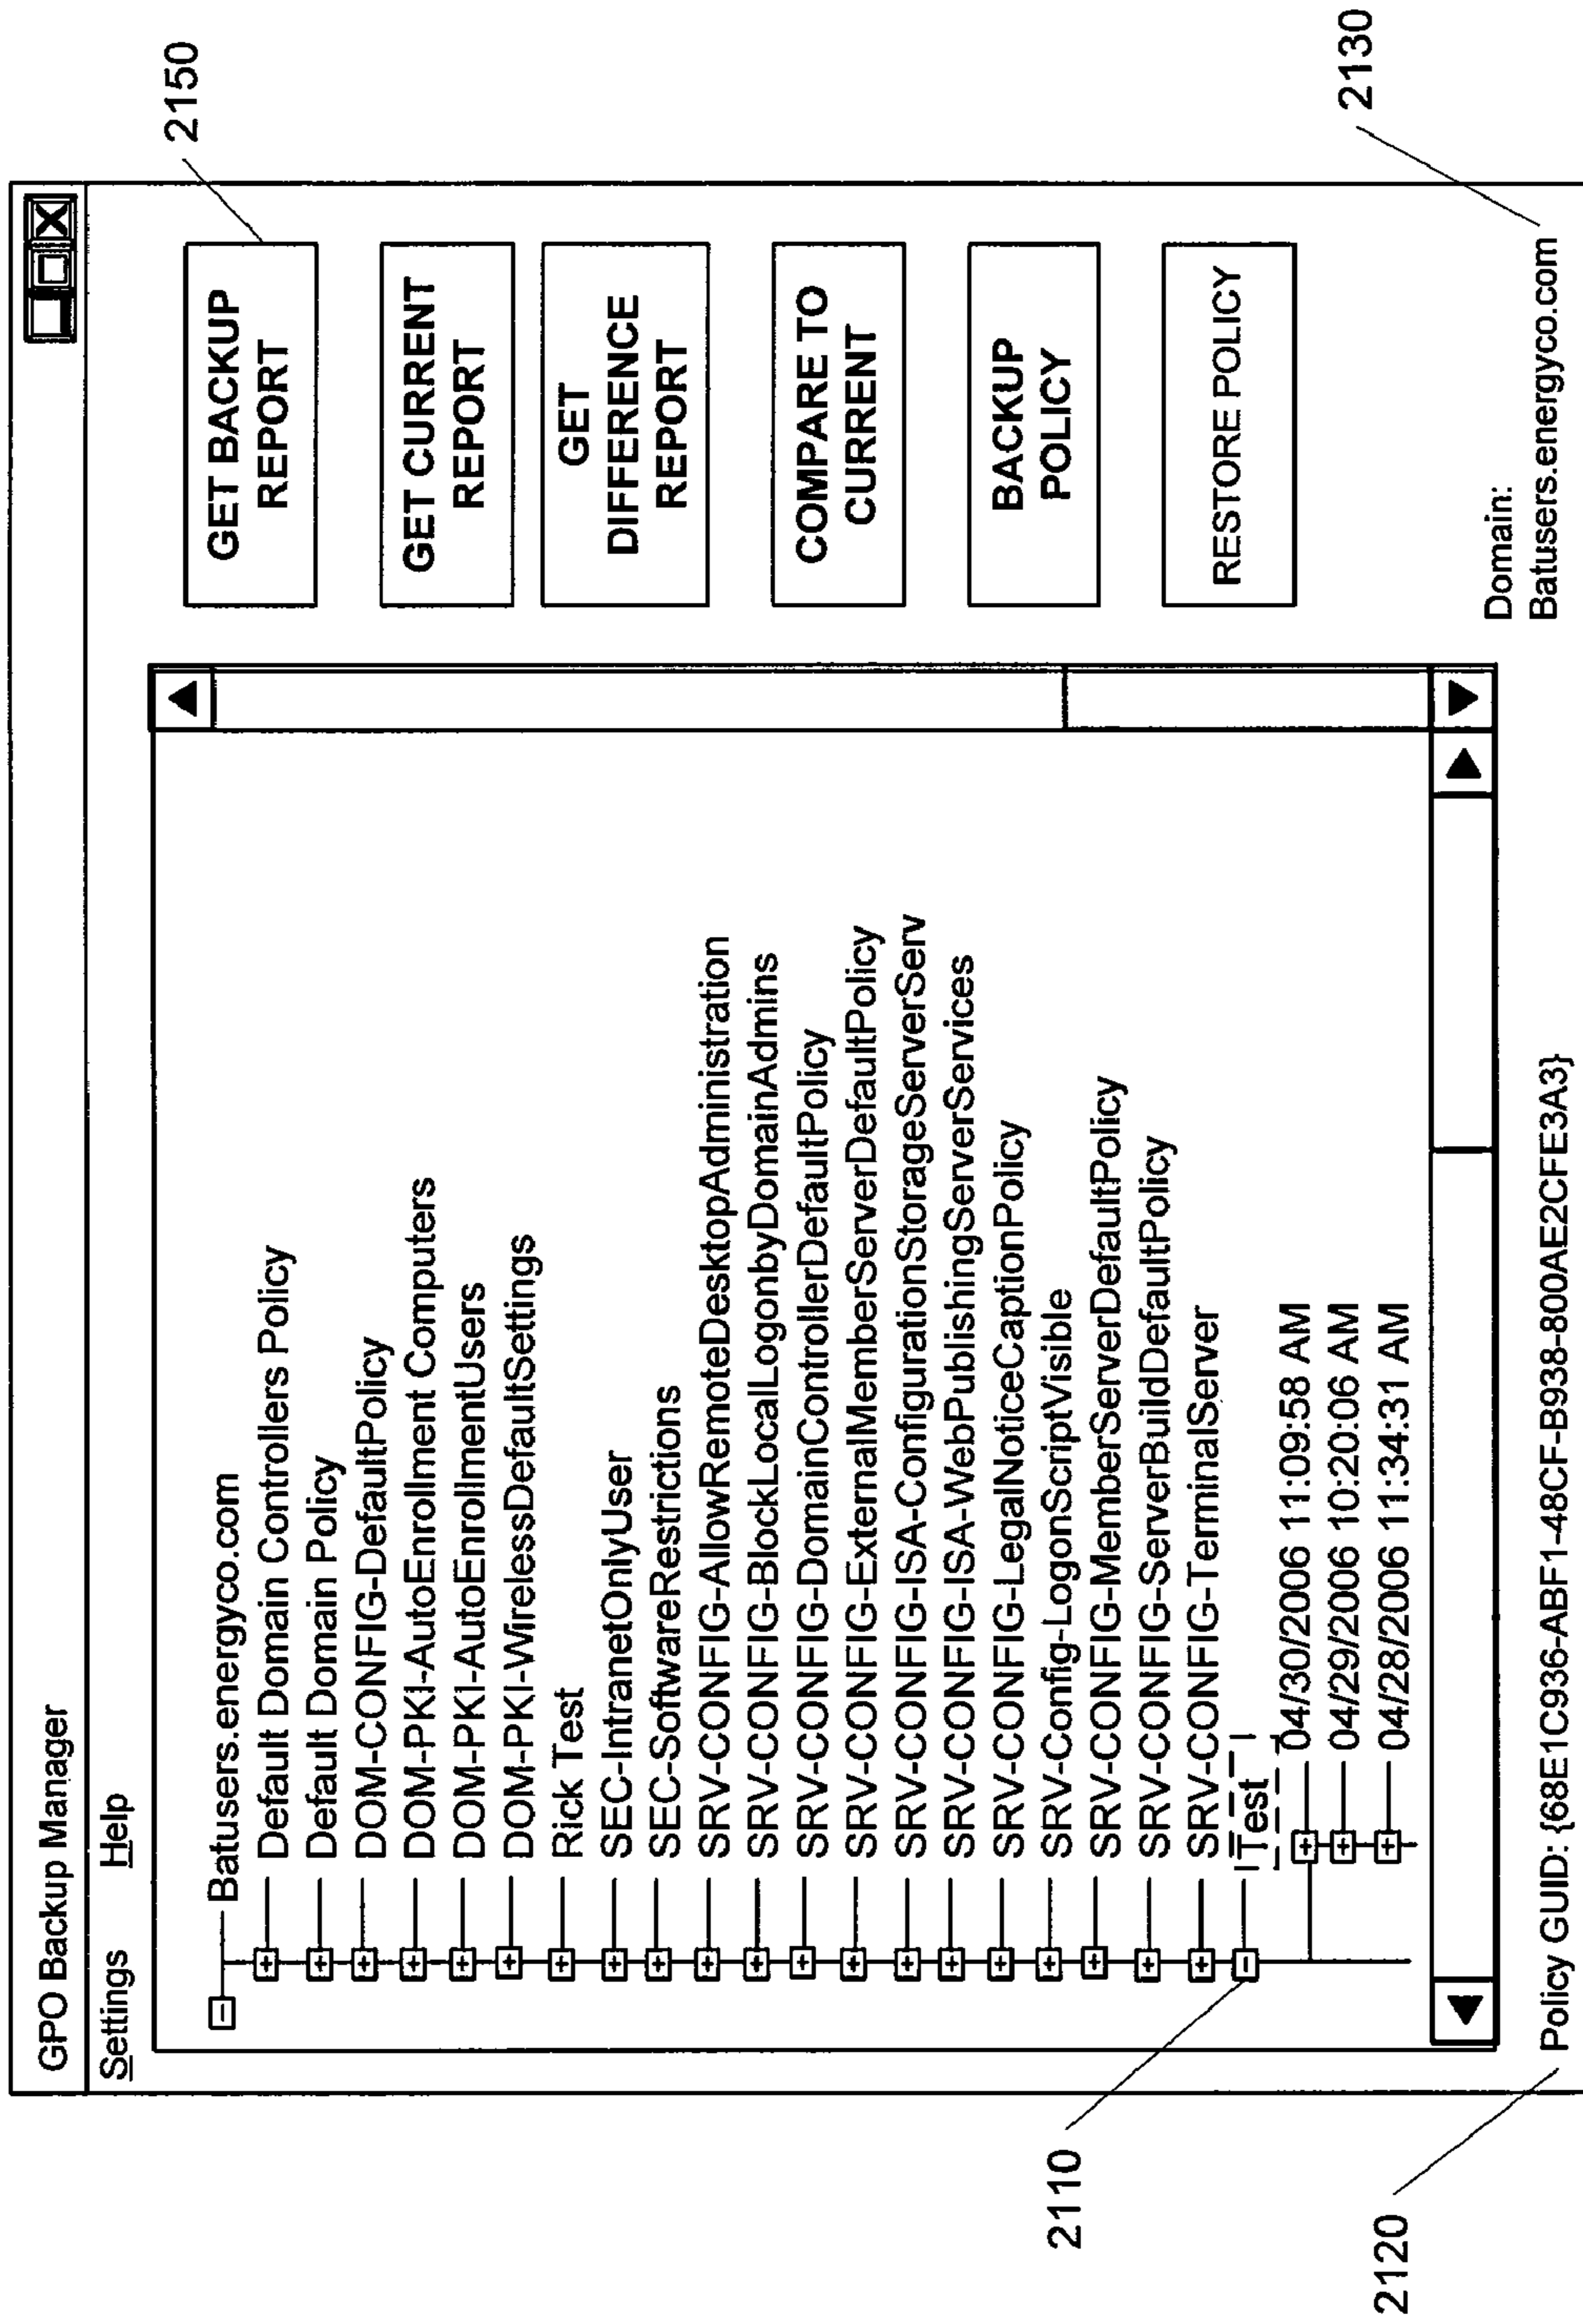 GPO Backup Manager
Settings Help
Batusers.energyco.com
Default Domain Controllers Policy
Default Domain Policy
DOM-CONFIG-DefaultPolicy
DOM-PKI-AutoEnrollment Computers
DOM-PKI-AutoEnrollmentUsers
DOM-PKI-WirelessDefaultSettings
Rick Test
SEC-IntranetOnlyUser
SEC-SoftwareRestrictions
SRV-CONFIG-AllowRemoteDesktopAdministration
SRV-CONFIG-BlockLocalLogonbyDomainAdmins
SRV-CONFIG-DomainControllerDefaultPolicy
SRV-CONFIG-ExternalMemberServerDefaultPolicy
SRV-CONFIG-ISA-ConfigurationStorageServerServ
SRV-CONFIG-ISA-WebPublishingServerServices
SRV-CONFIG-LegalNoticeCaptionPolicy
SRV-Config-LogonScriptVisible
SRV-CONFIG-MemberServerDefaultPolicy
SRV-CONFIG-ServerBuildDefaultPolicy
SRV-CONFIG-TerminalServer
Test
04/30/2006 11:09:58 AM
04/29/2006 10:20:06 AM
04/28/2006 11:34:31 AM
GET BACKUP
REPORT
GET CURRENT
REPORT
GET
DIFFERENCE
REPORT
COMPARE TO
CURRENT
BACKUP
POLICY
RESTORE POLICY
Domain:
Batusers.energyco.com
Policy GUID: {68E1C936-ABF1-48CF-B938-800AE2CFE3A3}
2150
2130
2110
2120